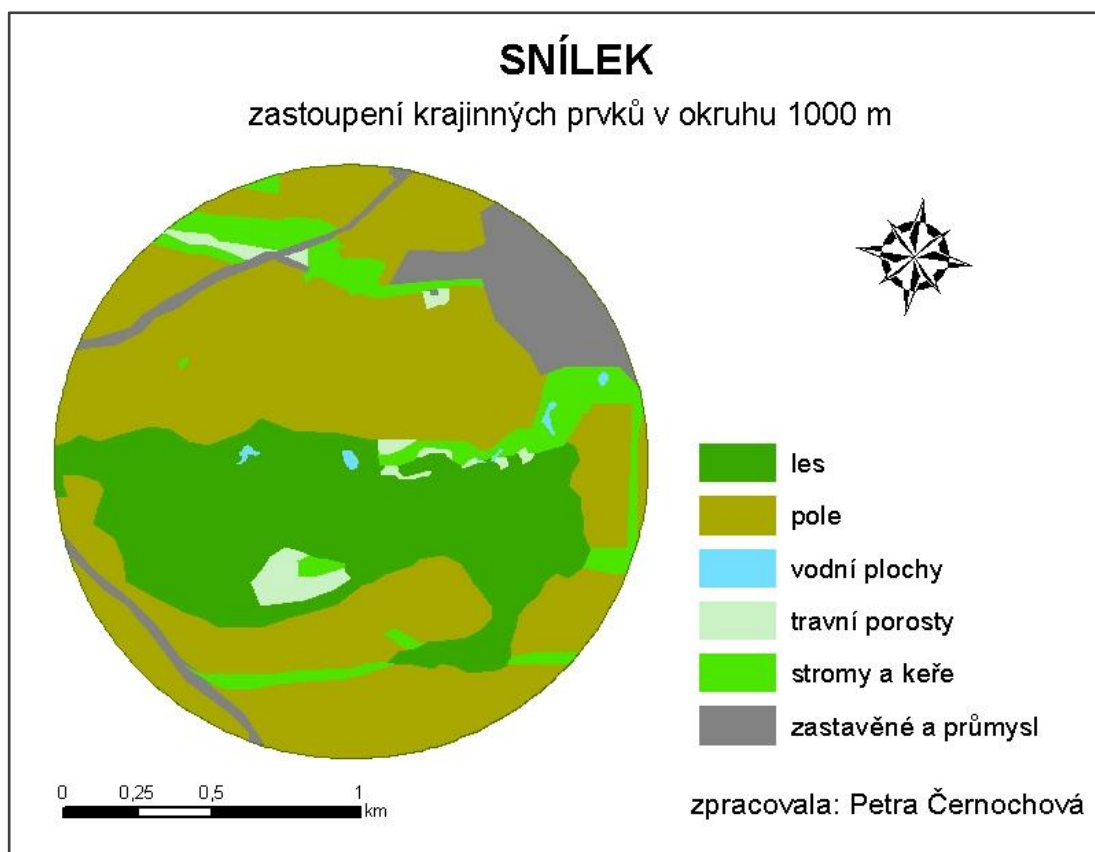 SNÍLEK
zastoupení krajinných prvků v okruhu 1000 m
les
pole
vodní plochy
travní porosty
stromy a keře
zastavěné a průmysl
0 0,25 0,5 1
km
zpracovala: Petra Černochová